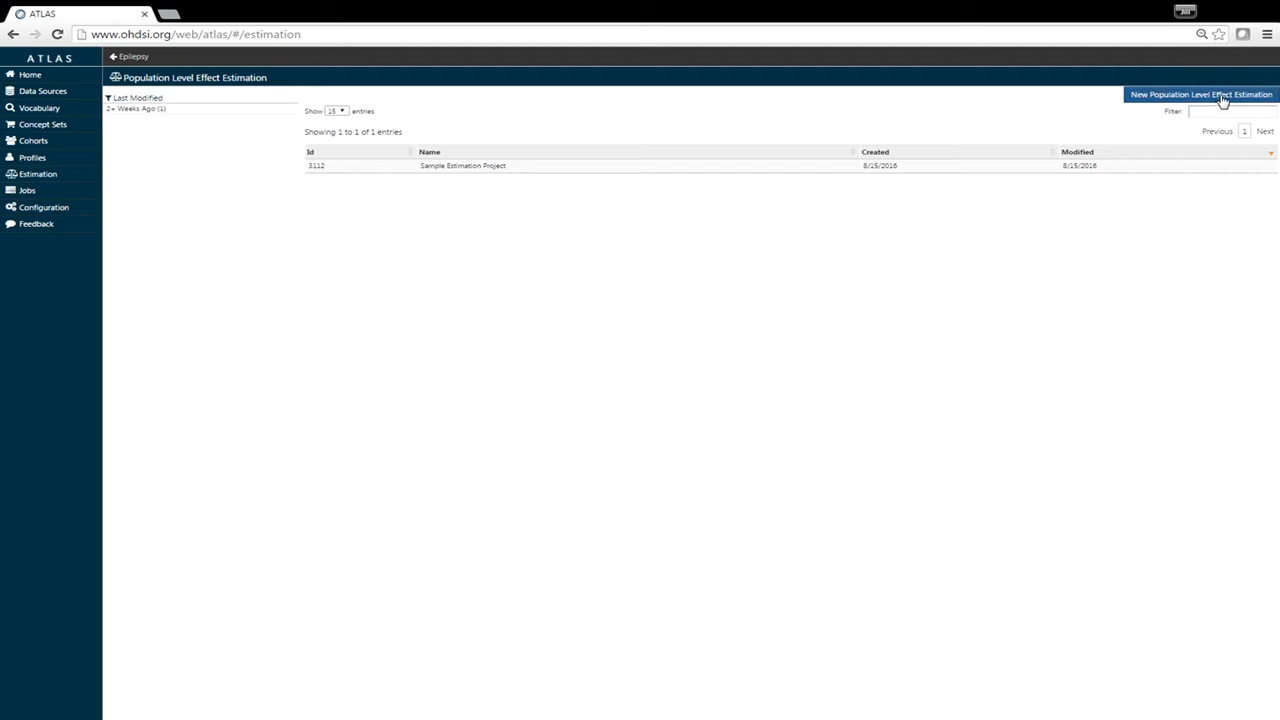 ATLAS
www.ohdsi.org/web/atlas/#/estimation
Jill
ATLAS
Home
Data Sources
Vocabulary
Concept Sets
Cohorts
Profiles
Estimation
Jobs
Configuration
Feedback
Epilepsy
Population Level Effect Estimation
New Population Level Effect Estimation
Last Modified
2+ Weeks Ago (1)
Show 15 entries
Filter:
Showing 1 to 1 of 1 entries
Previous 1 Next
Id Name Created Modified
3112 Sample Estimation Project 8/15/2016 8/15/2016